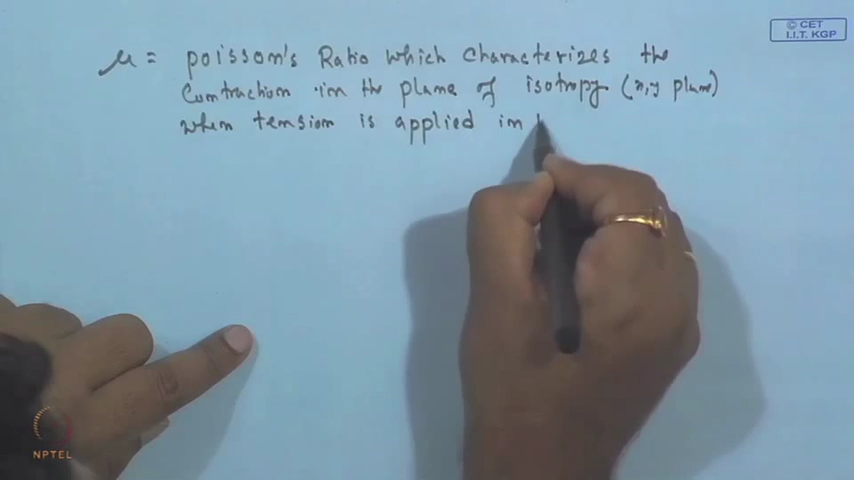 © CET
I.I.T. KGP
μ = poisson's Ratio which characterizes the
Contraction in the plane of isotropy (x,y plane)
when tension is applied in
NPTEL